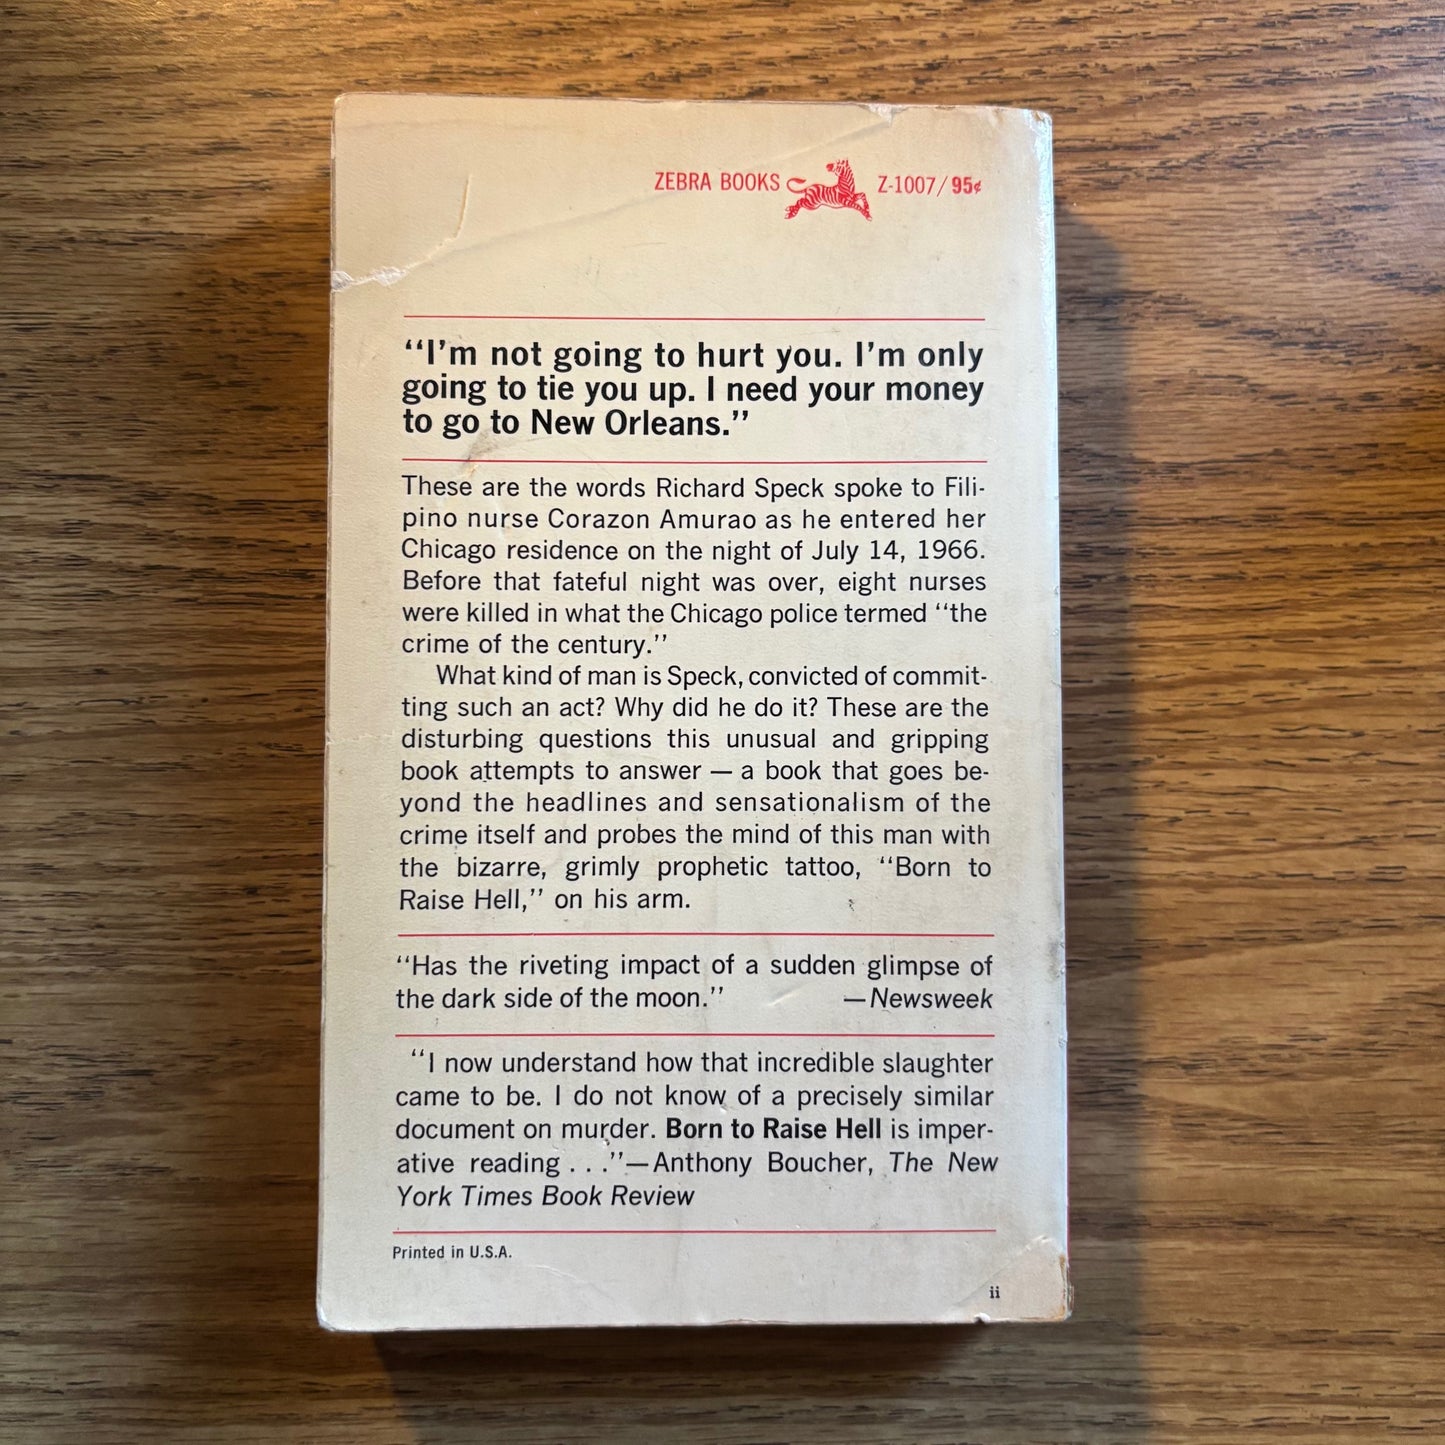 ZEBRA BOOKS Z-1007/95¢
“I’m not going to hurt you. I’m only
going to tie you up. I need your money
to go to New Orleans.”
These are the words Richard Speck spoke to Fili-
pino nurse Corazon Amurao as he entered her
Chicago residence on the night of July 14, 1966.
Before that fateful night was over, eight nurses
were killed in what the Chicago police termed “the
crime of the century.”
What kind of man is Speck, convicted of commit-
ting such an act? Why did he do it? These are the
disturbing questions this unusual and gripping
book attempts to answer — a book that goes be-
yond the headlines and sensationalism of the
crime itself and probes the mind of this man with
the bizarre, grimly prophetic tattoo, “Born to
Raise Hell,” on his arm.
“Has the riveting impact of a sudden glimpse of
the dark side of the moon.” —Newsweek
“I now understand how that incredible slaughter
came to be. I do not know of a precisely similar
document on murder. Born to Raise Hell is imper-
ative reading . . .”—Anthony Boucher, The New
York Times Book Review
Printed in U.S.A.
ii